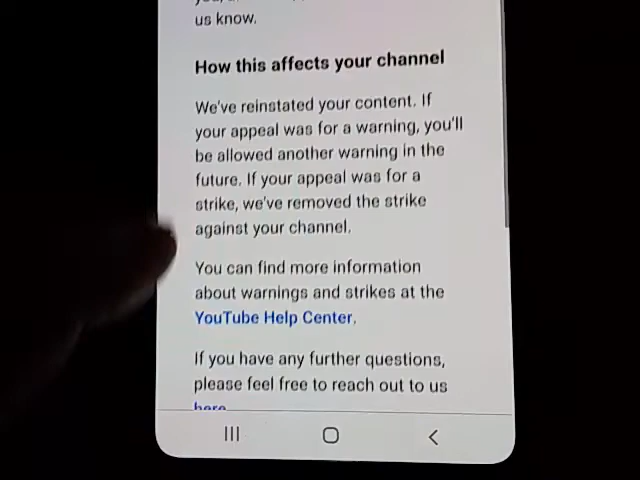 us know.
How this affects your channel
We've reinstated your content. If
your appeal was for a warning, you'll
be allowed another warning in the
future. If your appeal was for a
strike, we've removed the strike
against your channel.
You can find more information
about warnings and strikes at the
YouTube Help Center.
If you have any further questions,
please feel free to reach out to us
here